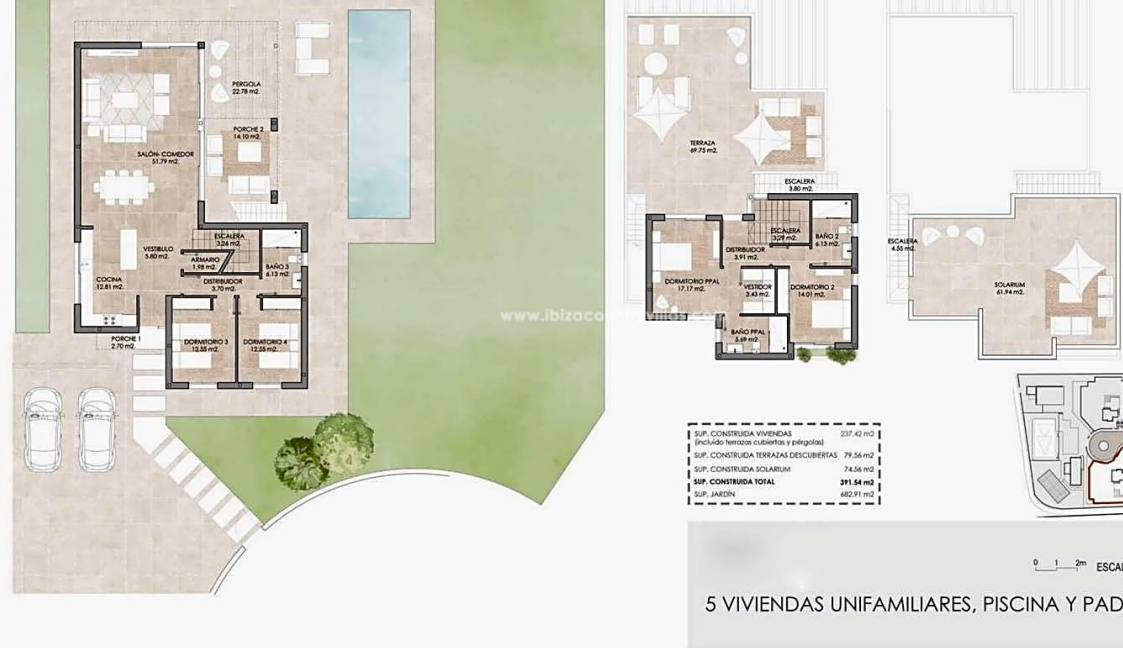 PERGOLA
22.78 m2.
PORCHE 2
14.10 m2.
SALÓN- COMEDOR
51.79 m2.
ESCALERA
3.26 m2.
VESTIBULO
5.80 m2.
ARMARIO
1.98 m2.
BAÑO 3
6.13 m2.
COCINA
12.81 m2.
DISTRIBUIDOR
3.70 m2.
PORCHE 1
2.70 m2.
DORMITORIO 3
12.55 m2.
DORMITORIO 4
12.55 m2.
TERRAZA
69.75 m2.
ESCALERA
3.80 m2.
ESCALERA
3.29 m2.
BAÑO 2
6.13 m2.
DISTRIBUIDOR
3.91 m2.
DORMITORIO PPAL
17.17 m2.
VESTIDOR
3.43 m2.
DORMITORIO 2
14.01 m2.
BAÑO PPAL
5.69 m2.
ESCALERA
4.55 m2.
SOLARIUM
61.94 m2.
www.ibizacountryvillas.com
SUP. CONSTRUIDA VIVIENDAS 237.42 m2
(incluido terrazas cubiertas y pérgolas)
SUP. CONSTRUIDA TERRAZAS DESCUBIERTAS 79.56 m2
SUP. CONSTRUIDA SOLARIUM 74.56 m2
SUP. CONSTRUIDA TOTAL 391.54 m2
SUP. JARDÍN 682.91 m2
0 1 2m ESCAL
5 VIVIENDAS UNIFAMILIARES, PISCINA Y PAD